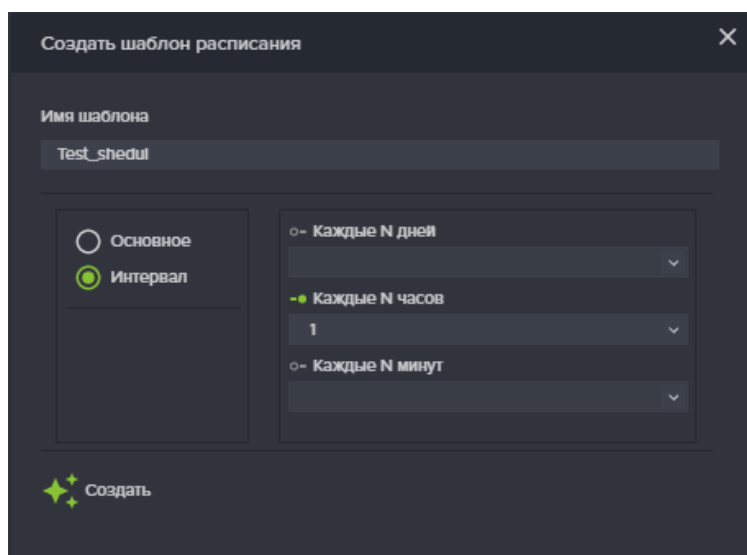 Создать шаблон расписания
Имя шаблона
Test_shedul
Основное
Интервал
Каждые N дней
Каждые N часов
1
Каждые N минут
Создать